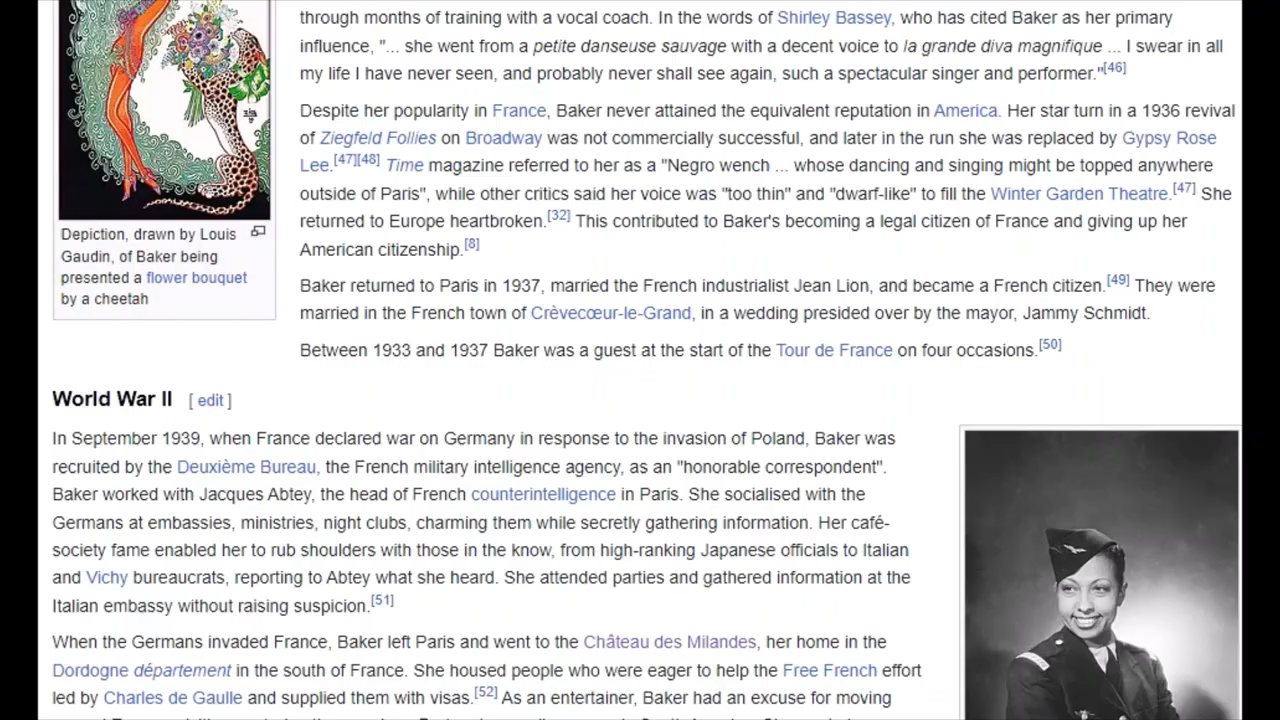 through months of training with a vocal coach. In the words of Shirley Bassey, who has cited Baker as her primary
influence, "... she went from a petite danseuse sauvage with a decent voice to la grande diva magnifique ... I swear in all
my life I have never seen, and probably never shall see again, such a spectacular singer and performer."[46]
Despite her popularity in France, Baker never attained the equivalent reputation in America. Her star turn in a 1936 revival
of Ziegfeld Follies on Broadway was not commercially successful, and later in the run she was replaced by Gypsy Rose
Lee.[47][48] Time magazine referred to her as a "Negro wench ... whose dancing and singing might be topped anywhere
outside of Paris", while other critics said her voice was "too thin" and "dwarf-like" to fill the Winter Garden Theatre.[47] She
returned to Europe heartbroken.[32] This contributed to Baker's becoming a legal citizen of France and giving up her
American citizenship.[8]
Depiction, drawn by Louis
Gaudin, of Baker being
presented a flower bouquet
by a cheetah
Baker returned to Paris in 1937, married the French industrialist Jean Lion, and became a French citizen.[49] They were
married in the French town of Crèvecœur-le-Grand, in a wedding presided over by the mayor, Jammy Schmidt.
Between 1933 and 1937 Baker was a guest at the start of the Tour de France on four occasions.[50]
World War II [ edit ]
In September 1939, when France declared war on Germany in response to the invasion of Poland, Baker was
recruited by the Deuxième Bureau, the French military intelligence agency, as an "honorable correspondent".
Baker worked with Jacques Abtey, the head of French counterintelligence in Paris. She socialised with the
Germans at embassies, ministries, night clubs, charming them while secretly gathering information. Her café-
society fame enabled her to rub shoulders with those in the know, from high-ranking Japanese officials to Italian
and Vichy bureaucrats, reporting to Abtey what she heard. She attended parties and gathered information at the
Italian embassy without raising suspicion.[51]
When the Germans invaded France, Baker left Paris and went to the Château des Milandes, her home in the
Dordogne département in the south of France. She housed people who were eager to help the Free French effort
led by Charles de Gaulle and supplied them with visas.[52] As an entertainer, Baker had an excuse for moving